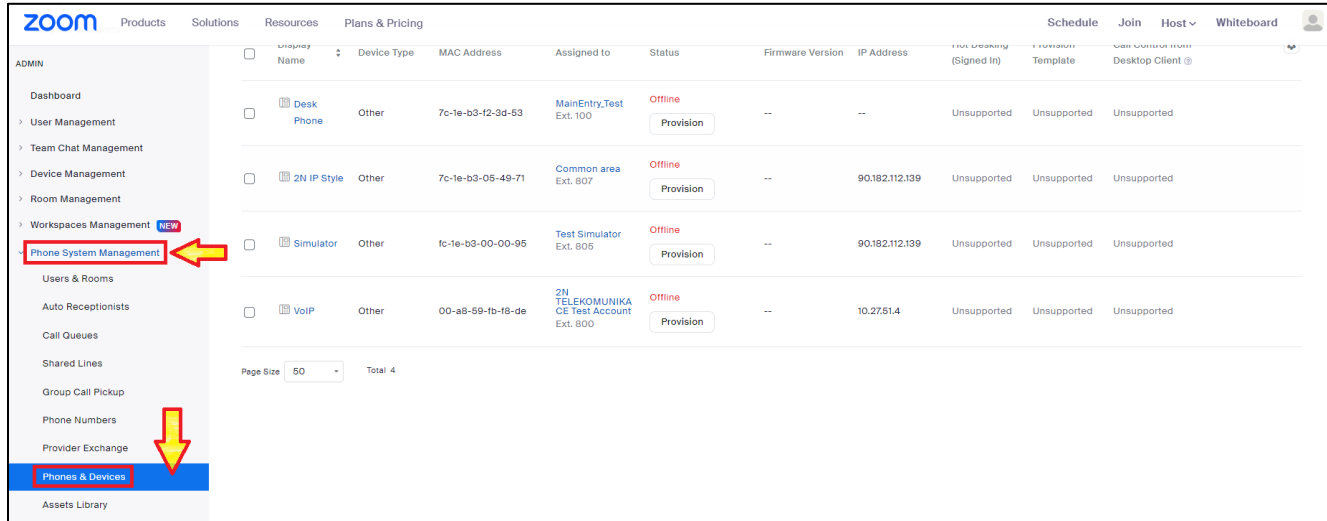 zoom Products Solutions Resources Plans & Pricing Schedule Join Host Whiteboard
ADMIN
Dashboard
User Management
Team Chat Management
Device Management
Room Management
Workspaces Management NEW
Phone System Management
Users & Rooms
Auto Receptionists
Call Queues
Shared Lines
Group Call Pickup
Phone Numbers
Provider Exchange
Phones & Devices
Assets Library
Display Name Device Type MAC Address Assigned to Status Firmware Version IP Address Hot Desking (Signed In) Provision Template Call Control from Desktop Client
Desk Phone Other 7c-1e-b3-f2-3d-53 MainEntry_Test Ext. 100 Offline Provision -- -- Unsupported Unsupported Unsupported
2N IP Style Other 7c-1e-b3-05-49-71 Common area Ext. 807 Offline Provision -- 90.182.112.139 Unsupported Unsupported Unsupported
Simulator Other fc-1e-b3-00-00-95 Test Simulator Ext. 805 Offline Provision -- 90.182.112.139 Unsupported Unsupported Unsupported
VoIP Other 00-a8-59-fb-f8-de 2N TELEKOMUNIKACE Test Account Ext. 800 Offline Provision -- 10.27.51.4 Unsupported Unsupported Unsupported
Page Size 50 Total 4